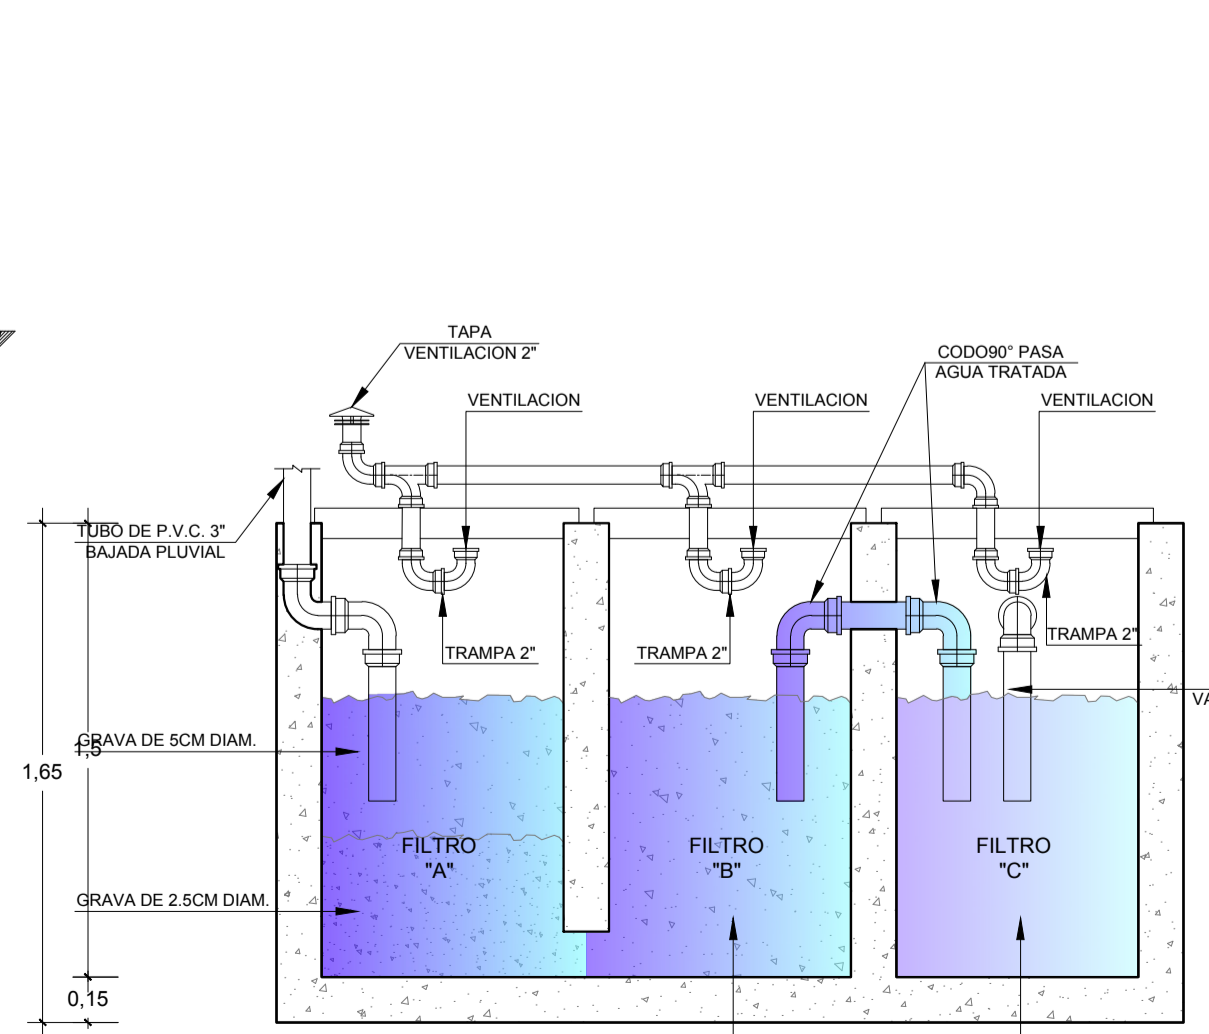 TAPA
VENTILACION 2"
CODO90° PASA
AGUA TRATADA
VENTILACION
VENTILACION
VENTILACION
TUBO DE P.V.C. 3"
BAJADA PLUVIAL
TRAMPA 2"
TRAMPA 2"
TRAMPA 2"
VA
GRAVA DE 5CM DIAM.
1,5
1,65
FILTRO
"A"
FILTRO
"B"
FILTRO
"C"
GRAVA DE 2.5CM DIAM.
0,15